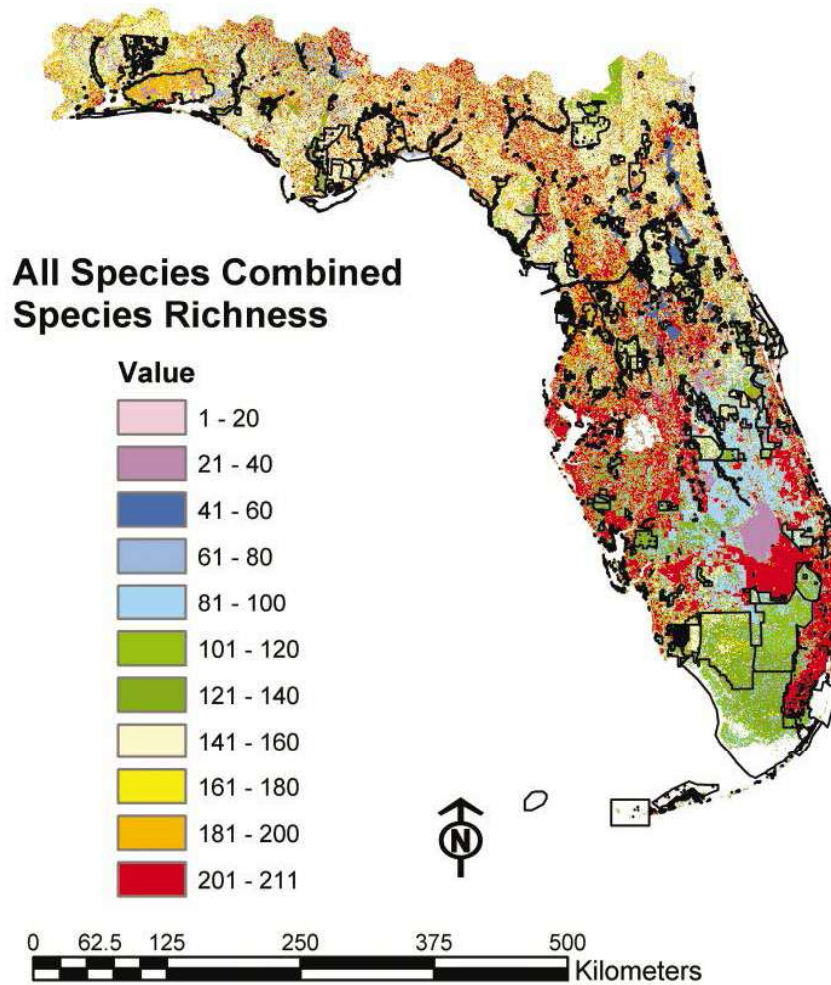 All Species Combined
Species Richness
Value
1 - 20
21 - 40
41 - 60
61 - 80
81 - 100
101 - 120
121 - 140
141 - 160
161 - 180
181 - 200
201 - 211
N
0 62.5 125 250 375 500
Kilometers